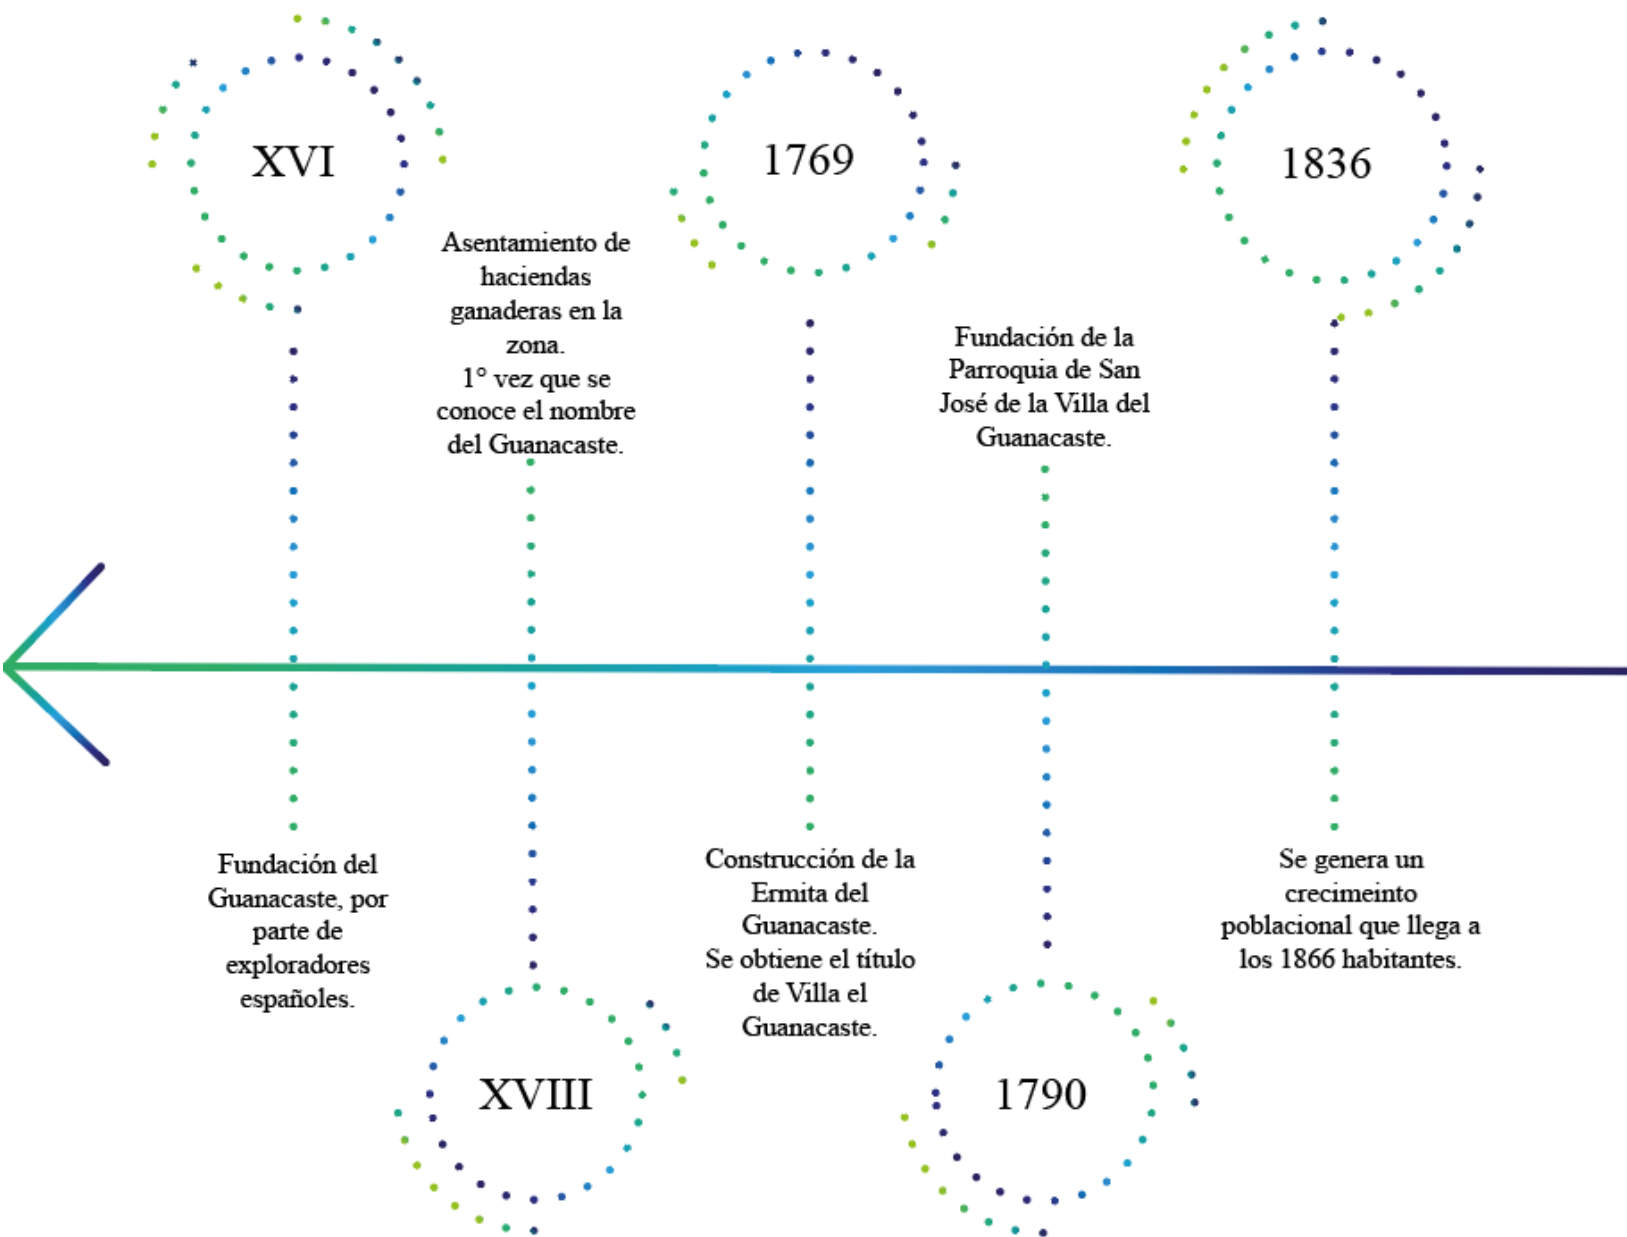 XVI
Fundación del
Guanacaste, por
parte de
exploradores
españoles.
Asentamiento de
haciendas
ganaderas en la
zona.
1° vez que se
conoce el nombre
del Guanacaste.
XVIII
1769
Construcción de la
Ermita del
Guanacaste.
Se obtiene el título
de Villa el
Guanacaste.
Fundación de la
Parroquia de San
José de la Villa del
Guanacaste.
1790
1836
Se genera un
crecimeinto
poblacional que llega a
los 1866 habitantes.